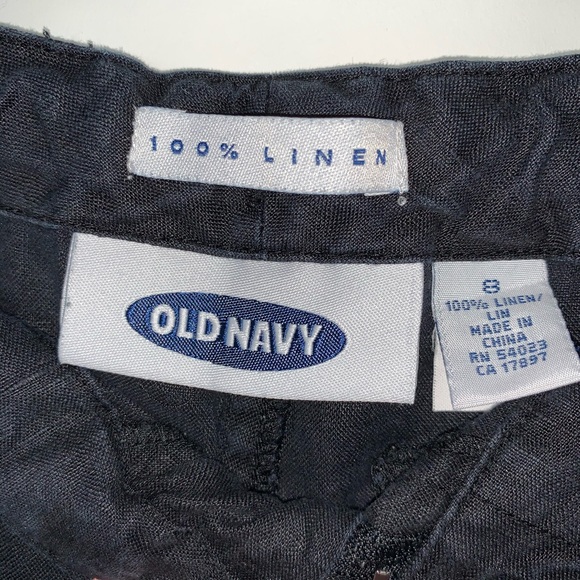 100% LINEN
OLD NAVY
8
100% LINEN/
LIN
MADE IN
CHINA
RN 54023
CA 17897